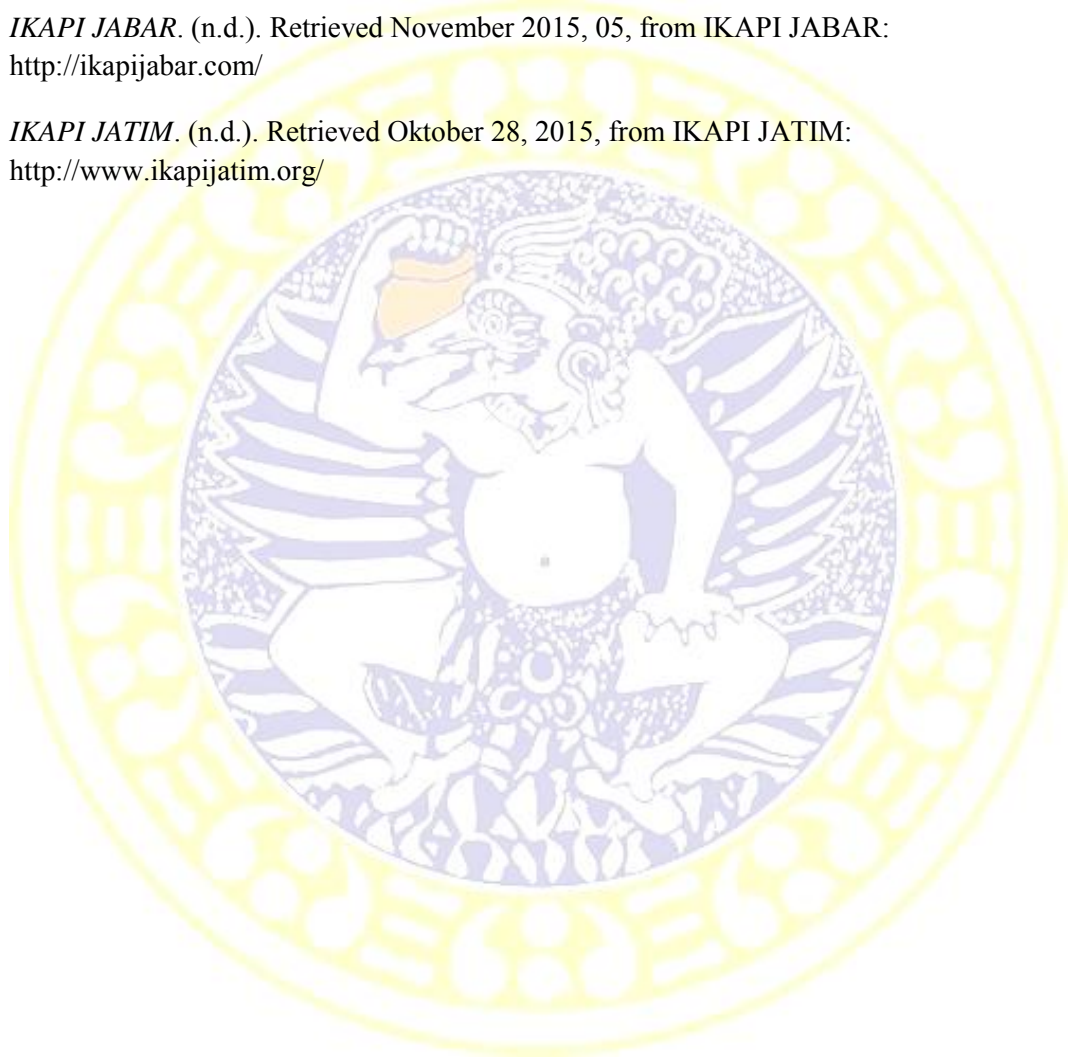 IKAPI JABAR. (n.d.). Retrieved November 2015, 05, from IKAPI JABAR:
http://ikapijabar.com/
IKAPI JATIM. (n.d.). Retrieved Oktober 28, 2015, from IKAPI JATIM:
http://www.ikapijatim.org/